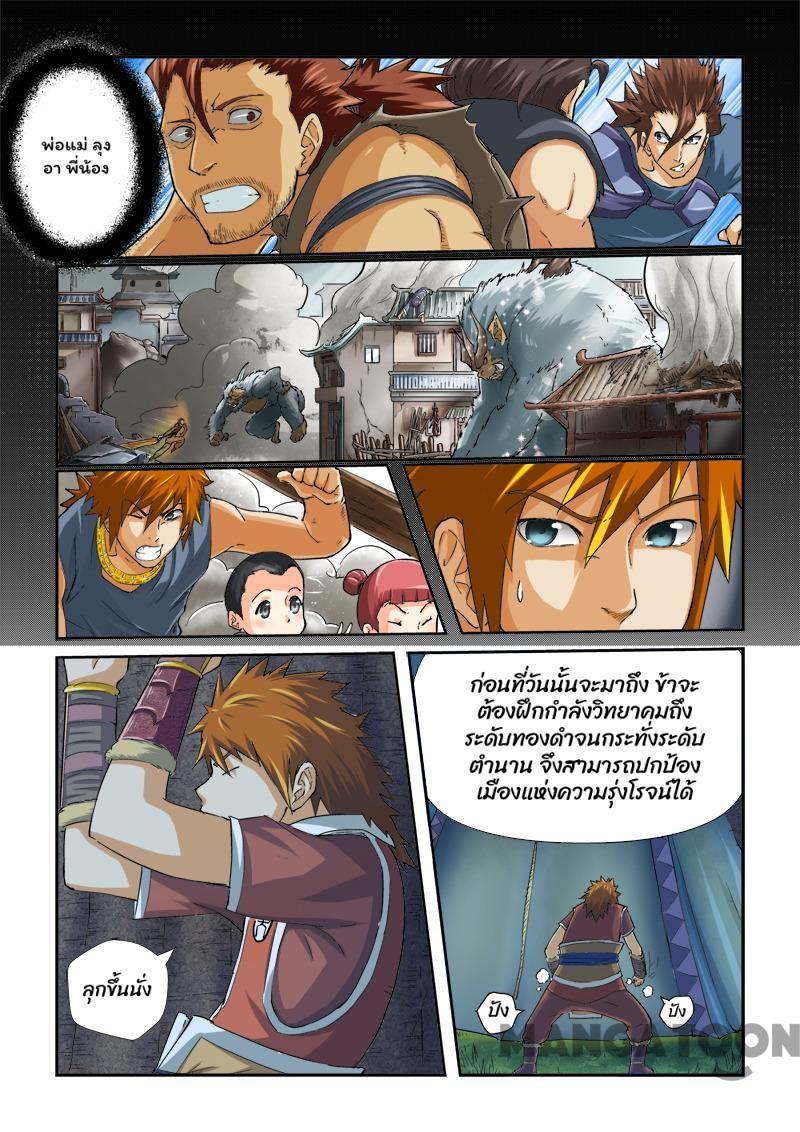 พ่อแม่ ลุง
อา พี่น้อง
ลุกขึ้นนั่ง
ก่อนที่วันนั้นจะมาถึง ข้าจะ
ต้องฝึกกำลังวิทยาคมถึง
ระดับทองดำจนกระทั่งระดับ
ตำนาน จึงสามารถปกป้อง
เมืองแห่งความรุ่งโรจน์ได้
ปัง
ปัง
MANGATOON